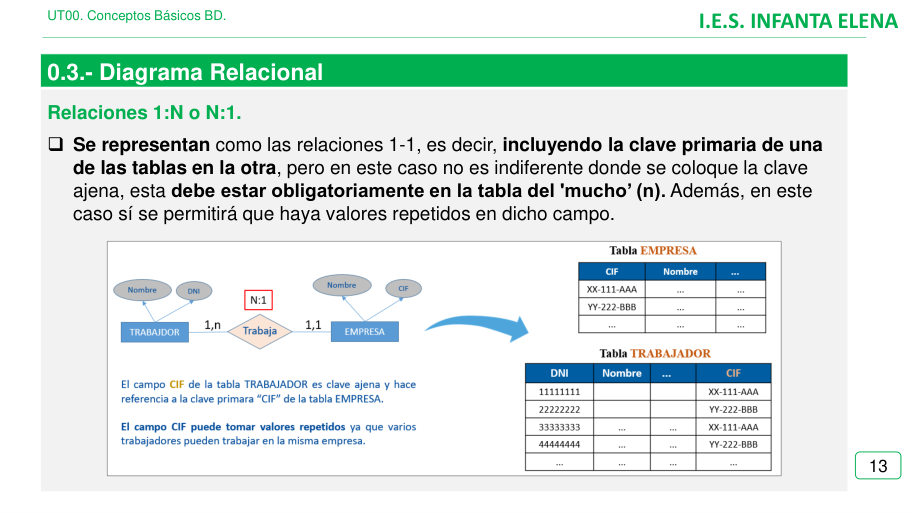 UT00. Conceptos Básicos BD.
I.E.S. INFANTA ELENA
0.3.- Diagrama Relacional
Relaciones 1:N o N:1.
❑ Se representan como las relaciones 1-1, es decir, incluyendo la clave primaria de una
de las tablas en la otra, pero en este caso no es indiferente donde se coloque la clave
ajena, esta debe estar obligatoriamente en la tabla del 'mucho’ (n). Además, en este
caso sí se permitirá que haya valores repetidos en dicho campo.
Nombre DNI
N:1
Nombre CIF
TRABAJDOR 1,n Trabaja 1,1 EMPRESA
El campo CIF de la tabla TRABAJADOR es clave ajena y hace
referencia a la clave primara “CIF” de la tabla EMPRESA.
El campo CIF puede tomar valores repetidos ya que varios
trabajadores pueden trabajar en la misma empresa.
Tabla EMPRESA
CIF Nombre ...
XX-111-AAA ... ...
YY-222-BBB ... ...
... ... ...
Tabla TRABAJADOR
DNI Nombre ... CIF
11111111 XX-111-AAA
22222222 YY-222-BBB
33333333 ... ... XX-111-AAA
44444444 ... ... YY-222-BBB
... ... ... ...
13